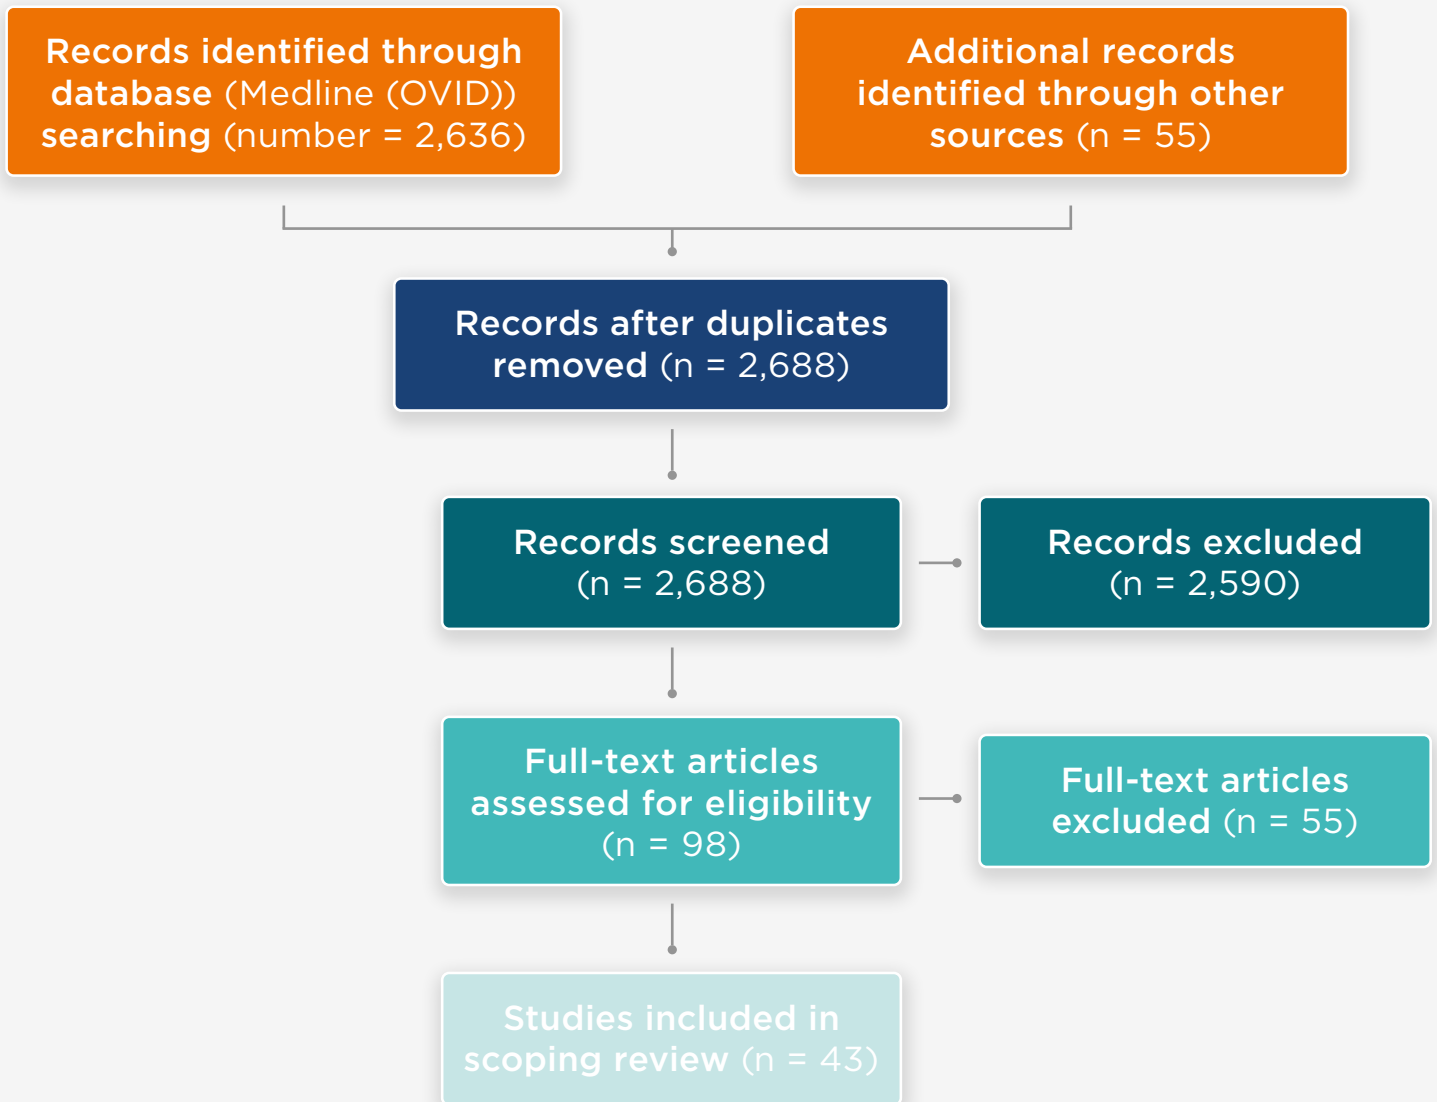 Records identified through
database (Medline (OVID))
searching (number = 2,636)
Additional records
identified through other
sources (n = 55)
Records after duplicates
removed (n = 2,688)
Records screened
(n = 2,688)
Records excluded
(n = 2,590)
Full-text articles
assessed for eligibility
(n = 98)
Full-text articles
excluded (n = 55)
Studies included in
scoping review (n = 43)